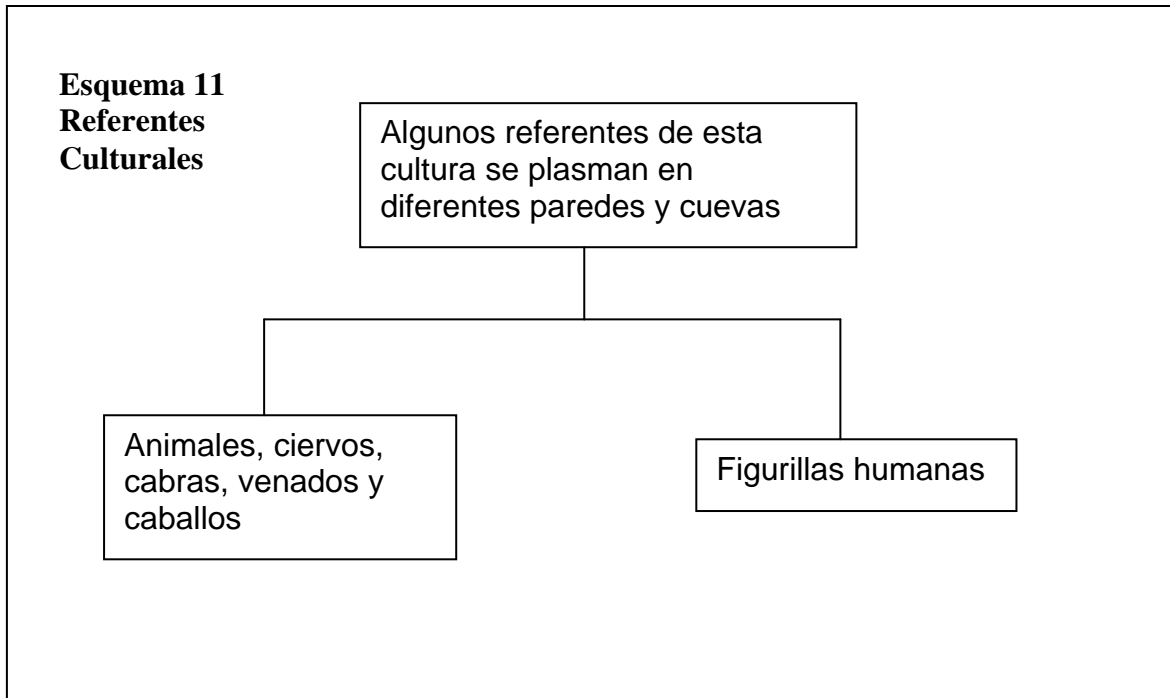 Esquema 11
Referentes
Culturales
Algunos referentes de esta
cultura se plasman en
diferentes paredes y cuevas
Animales, ciervos,
cabras, venados y
caballos
Figurillas humanas